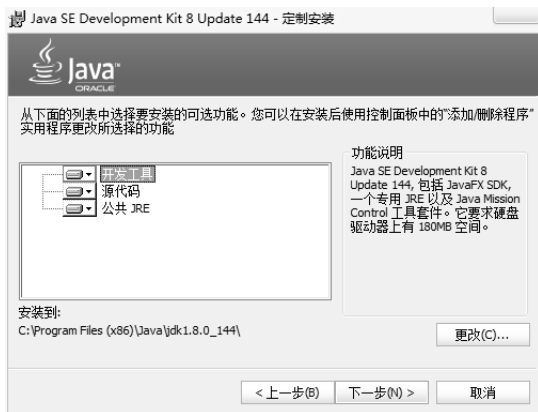 Java SE Development Kit 8 Update 144 - 定制安装
Java™
ORACLE
从下面的列表中选择要安装的可选功能。您可以在安装后使用控制面板中的“添加/删除程序”
实用程序更改所选择的功能
开发工具
源代码
公共 JRE
功能说明
Java SE Development Kit 8
Update 144, 包括 JavaFX SDK,
一个专用 JRE 以及 Java Mission
Control 工具套件。它要求硬盘
驱动器上有 180MB 空间。
安装到:
C:\Program Files (x86)\Java\jdk1.8.0_144\
更改(C)...
< 上一步(B)
下一步(N) >
取消